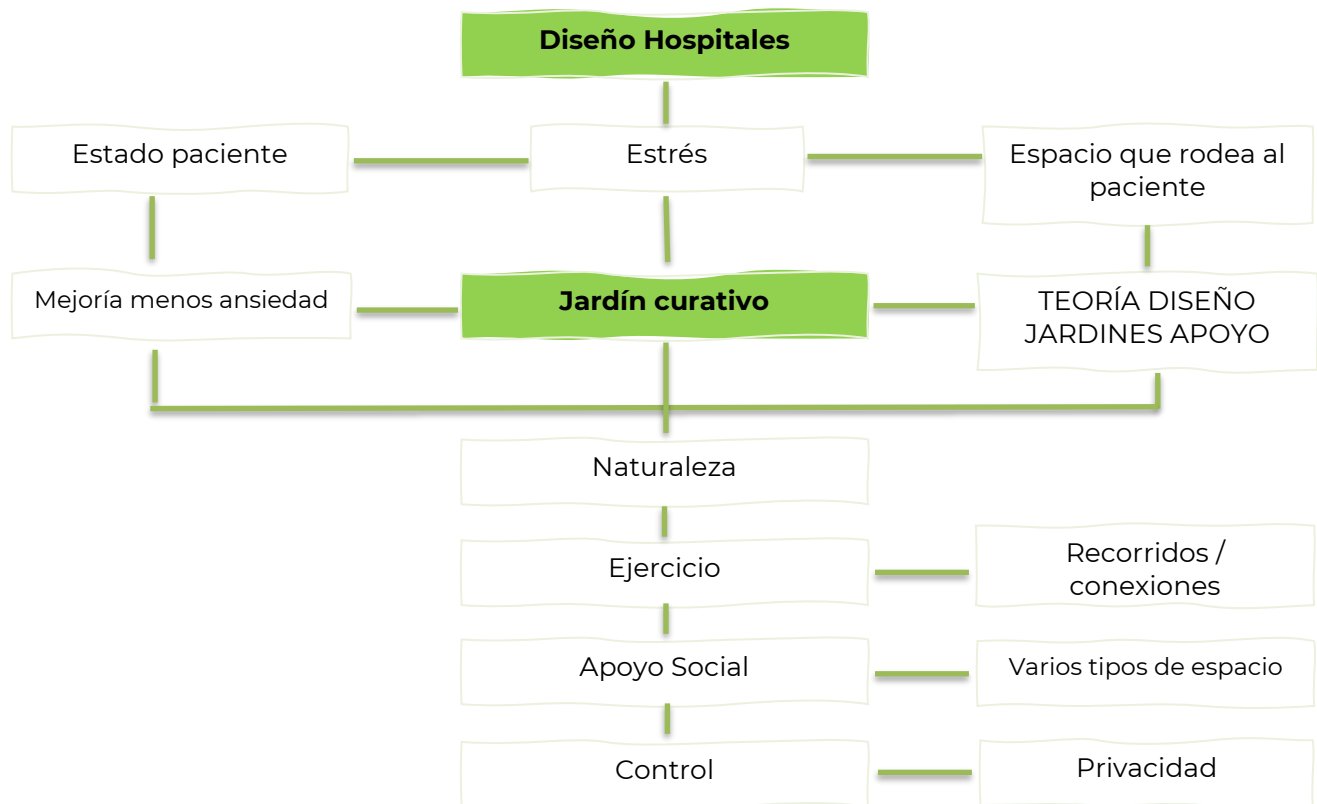 Diseño Hospitales
Estado paciente
Estrés
Espacio que rodea al
paciente
Mejoría menos ansiedad
Jardín curativo
TEORÍA DISEÑO
JARDINES APOYO
Naturaleza
Ejercicio
Recorridos /
conexiones
Apoyo Social
Varios tipos de espacio
Control
Privacidad